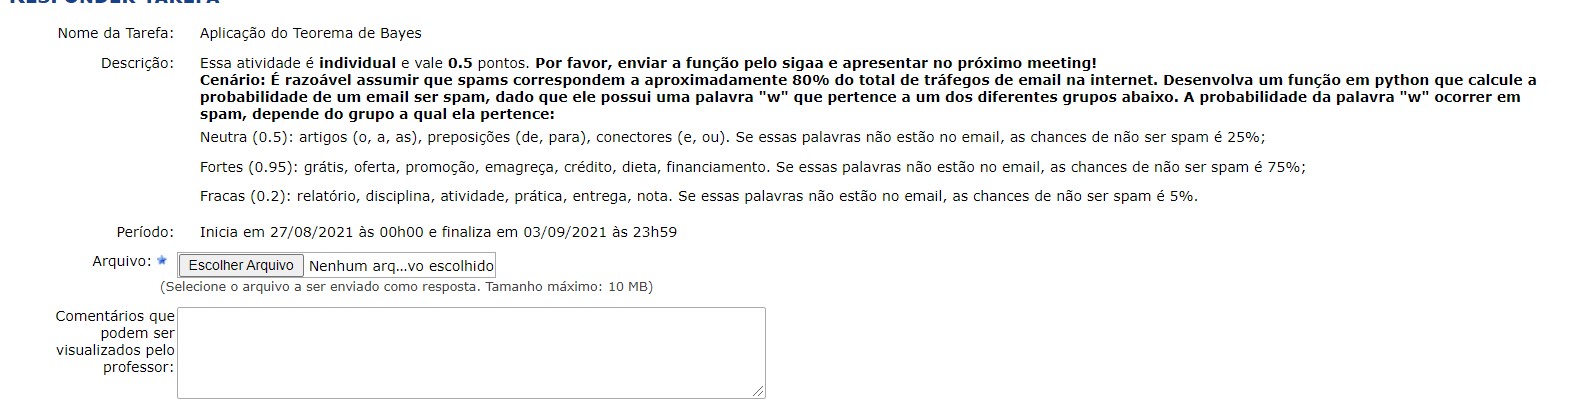 RESPONDER TAREFA
Nome da Tarefa: Aplicação do Teorema de Bayes
Descrição: Essa atividade é individual e vale 0.5 pontos. Por favor, enviar a função pelo sigaa e apresentar no próximo meeting!
Cenário: É razoável assumir que spams correspondem a aproximadamente 80% do total de tráfegos de email na internet. Desenvolva um função em python que calcule a
probabilidade de um email ser spam, dado que ele possui uma palavra "w" que pertence a um dos diferentes grupos abaixo. A probabilidade da palavra "w" ocorrer em
spam, depende do grupo a qual ela pertence:
Neutra (0.5): artigos (o, a, as), preposições (de, para), conectores (e, ou). Se essas palavras não estão no email, as chances de não ser spam é 25%;
Fortes (0.95): grátis, oferta, promoção, emagreça, crédito, dieta, financiamento. Se essas palavras não estão no email, as chances de não ser spam é 75%;
Fracas (0.2): relatório, disciplina, atividade, prática, entrega, nota. Se essas palavras não estão no email, as chances de não ser spam é 5%.
Período: Inicia em 27/08/2021 às 00h00 e finaliza em 03/09/2021 às 23h59
Arquivo: Escolher Arquivo Nenhum arq...vo escolhido
(Selecione o arquivo a ser enviado como resposta. Tamanho máximo: 10 MB)
Comentários que
podem ser
visualizados pelo
professor: